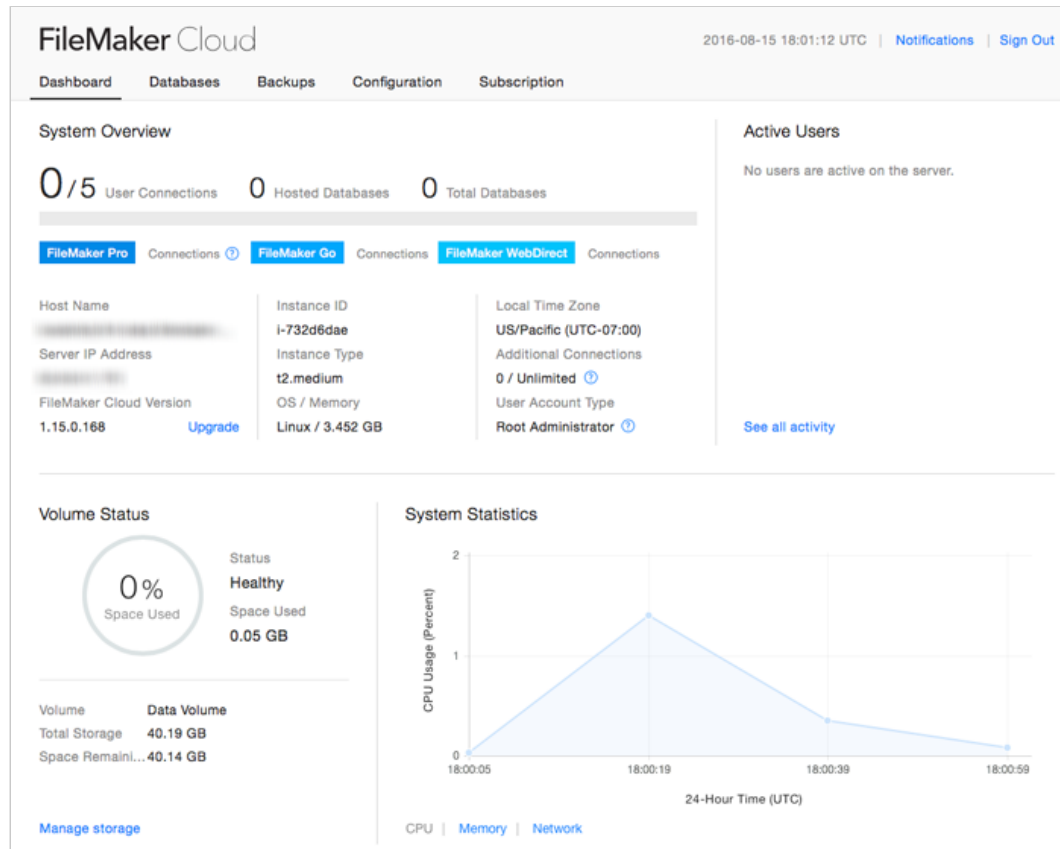 FileMaker Cloud
2016-08-15 18:01:12 UTC | Notifications | Sign Out
Dashboard Databases Backups Configuration Subscription
System Overview
0/5 User Connections 0 Hosted Databases 0 Total Databases
FileMaker Pro Connections ? FileMaker Go Connections FileMaker WebDirect Connections
Host Name
Server IP Address
FileMaker Cloud Version
1.15.0.168 Upgrade
Instance ID
i-732d6dae
Instance Type
t2.medium
OS / Memory
Linux / 3.452 GB
Local Time Zone
US/Pacific (UTC-07:00)
Additional Connections
0 / Unlimited ?
User Account Type
Root Administrator ?
Active Users
No users are active on the server.
See all activity
Volume Status
0%
Space Used
Status
Healthy
Space Used
0.05 GB
Volume Data Volume
Total Storage 40.19 GB
Space Remaini... 40.14 GB
Manage storage
System Statistics
CPU Usage (Percent)
2
1
0
18:00:05 18:00:19 18:00:39 18:00:59
24-Hour Time (UTC)
CPU | Memory | Network